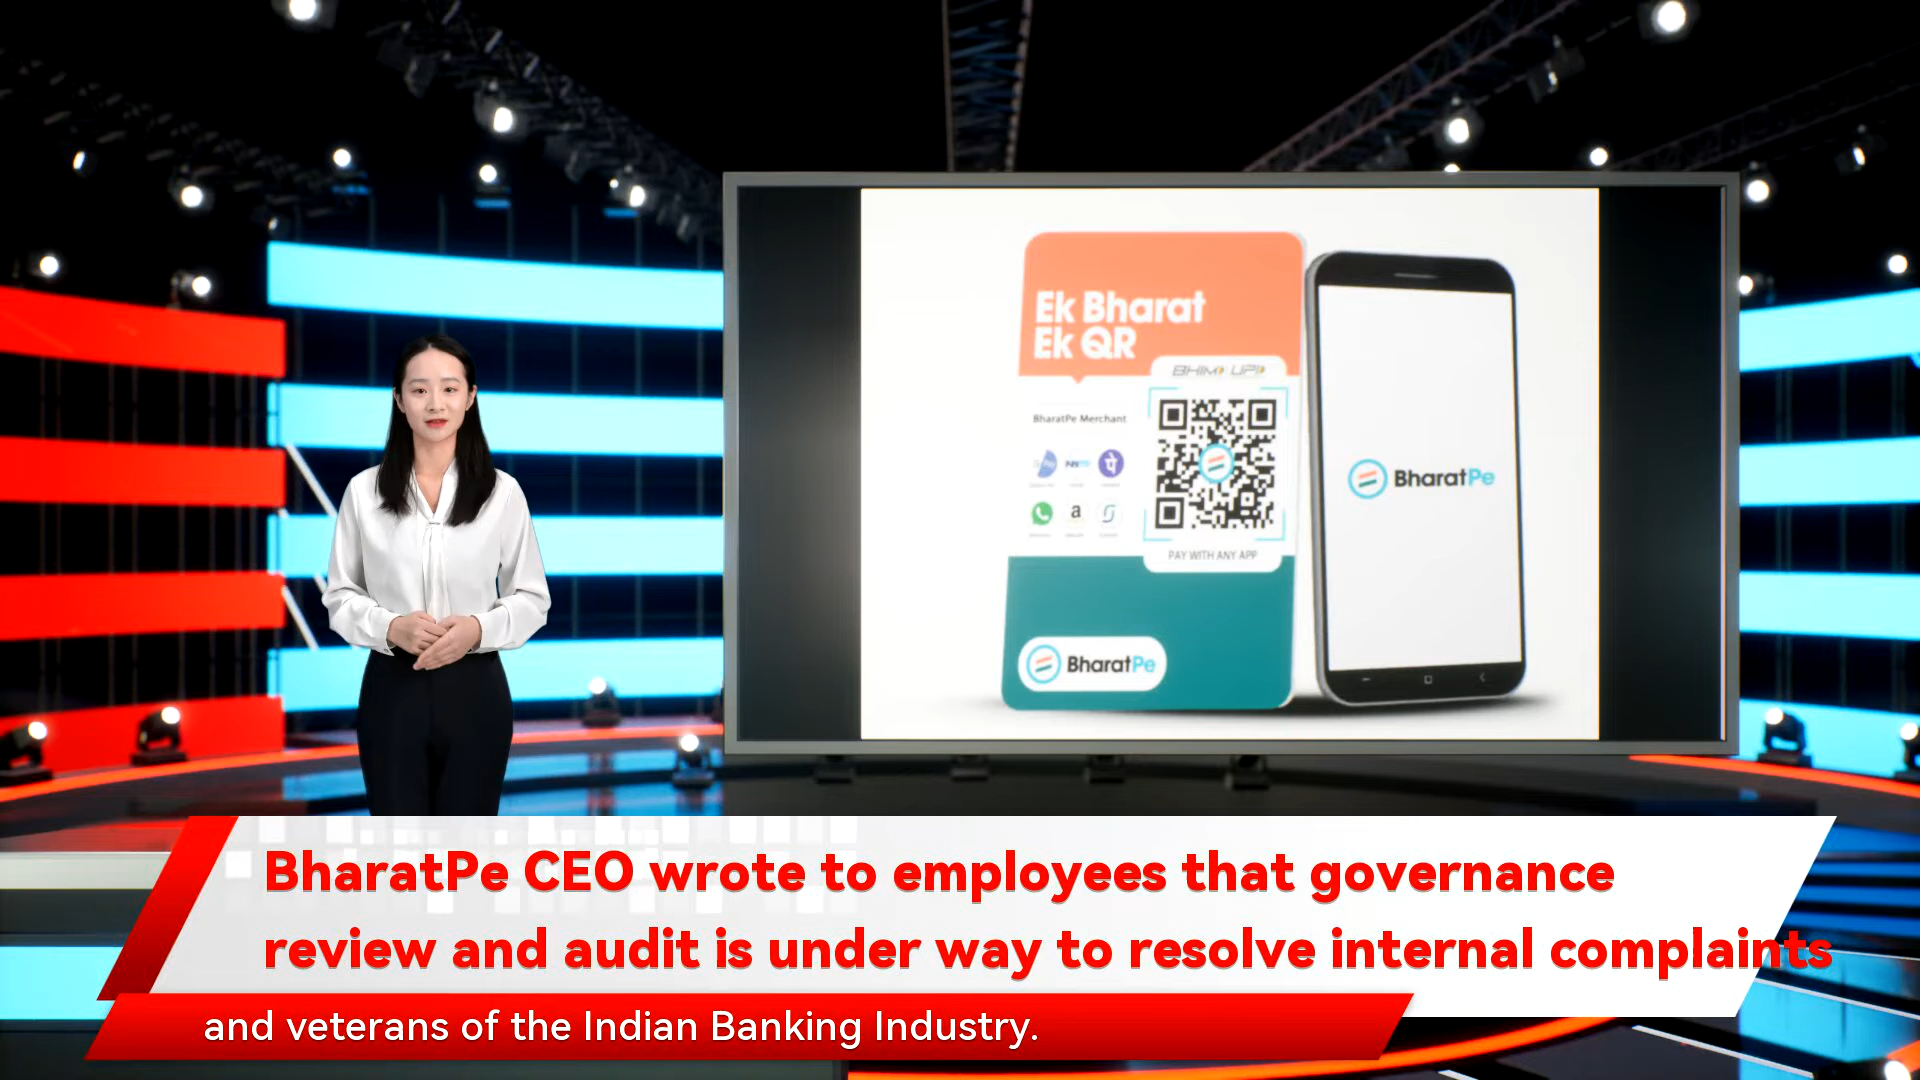 Ek Bharat
Ek QR
BHIM UPI
BharatPe Merchant
a
PAY WITH ANY APP
BharatPe
BharatPe
BharatPe CEO wrote to employees that governance
review and audit is under way to resolve internal complaints
and veterans of the Indian Banking Industry.